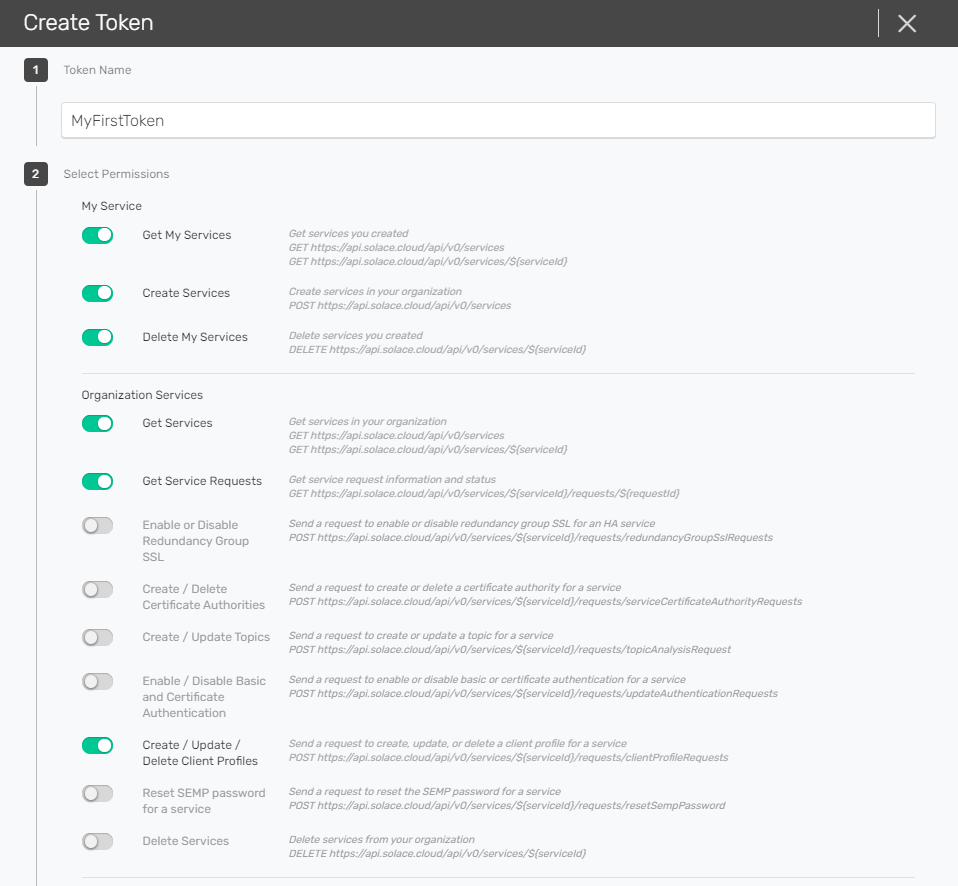 Create Token
1 Token Name
MyFirstToken
2 Select Permissions
My Service
Get My Services
Get services you created
GET https://api.solace.cloud/api/v0/services
GET https://api.solace.cloud/api/v0/services/${serviceId}
Create Services
Create services in your organization
POST https://api.solace.cloud/api/v0/services
Delete My Services
Delete services you created
DELETE https://api.solace.cloud/api/v0/services/${serviceId}
Organization Services
Get Services
Get services in your organization
GET https://api.solace.cloud/api/v0/services
GET https://api.solace.cloud/api/v0/services/${serviceId}
Get Service Requests
Get service request information and status
GET https://api.solace.cloud/api/v0/services/${serviceId}/requests/${requestId}
Enable or Disable
Redundancy Group
SSL
Send a request to enable or disable redundancy group SSL for an HA service
POST https://api.solace.cloud/api/v0/services/${serviceId}/requests/redundancyGroupSslRequests
Create / Delete
Certificate Authorities
Send a request to create or delete a certificate authority for a service
POST https://api.solace.cloud/api/v0/services/${serviceId}/requests/serviceCertificateAuthorityRequests
Create / Update Topics
Send a request to create or update a topic for a service
POST https://api.solace.cloud/api/v0/services/${serviceId}/requests/topicAnalysisRequest
Enable / Disable Basic
and Certificate
Authentication
Send a request to enable or disable basic or certificate authentication for a service
POST https://api.solace.cloud/api/v0/services/${serviceId}/requests/updateAuthenticationRequests
Create / Update /
Delete Client Profiles
Send a request to create, update, or delete a client profile for a service
POST https://api.solace.cloud/api/v0/services/${serviceId}/requests/clientProfileRequests
Reset SEMP password
for a service
Send a request to reset the SEMP password for a service
POST https://api.solace.cloud/api/v0/services/${serviceId}/requests/resetSempPassword
Delete Services
Delete services from your organization
DELETE https://api.solace.cloud/api/v0/services/${serviceId}